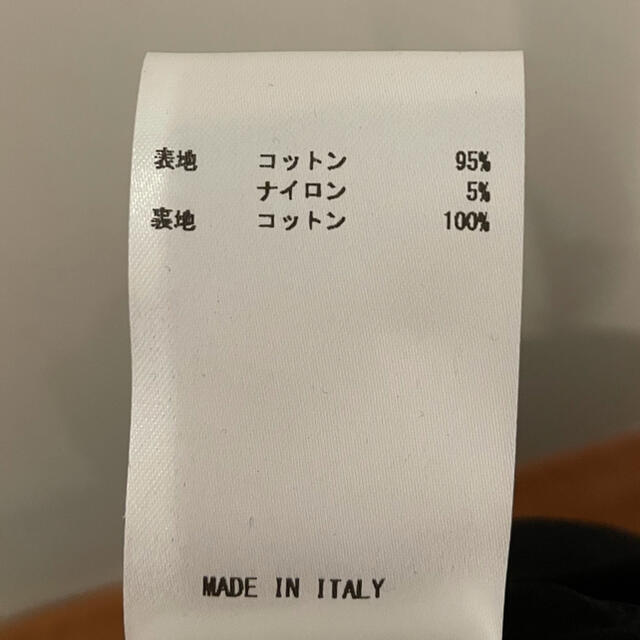 表地 コットン 95%
ナイロン 5%
裏地 コットン 100%
MADE IN ITALY